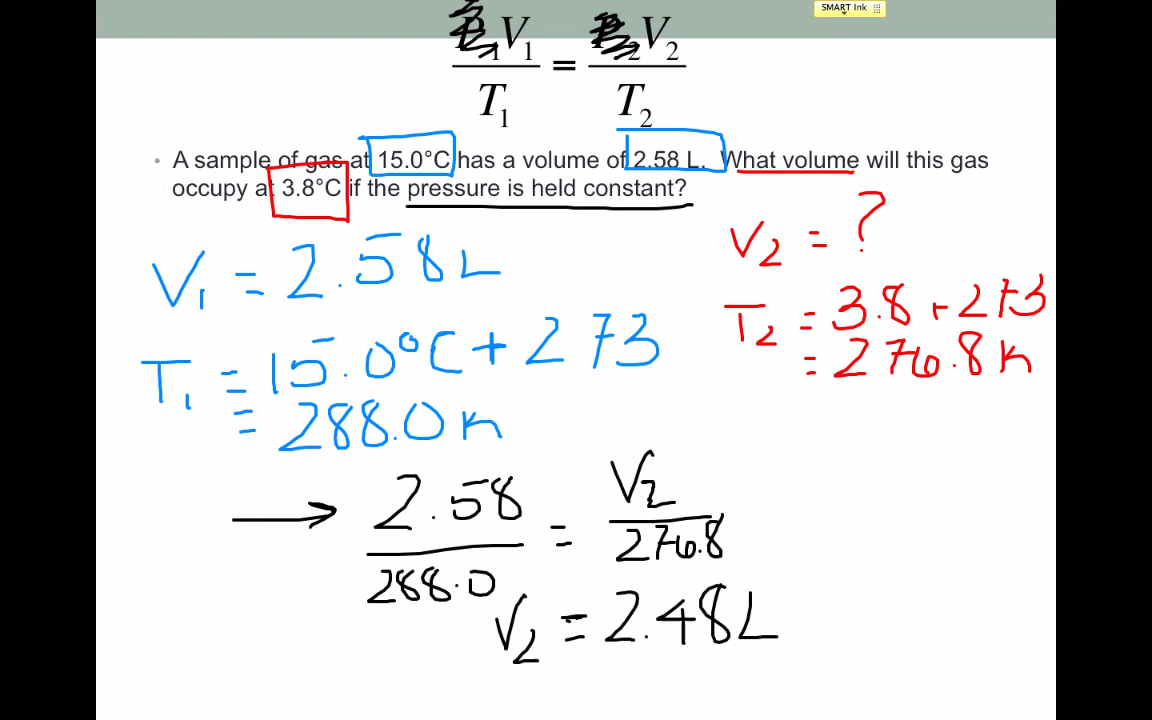 SMART Ink
V₁ / T₁ = V₂ / T₂
• A sample of gas at 15.0°C has a volume of 2.58 L. What volume will this gas
occupy at 3.8°C if the pressure is held constant?
V₂ = ?
V₁ = 2.58 L
T₂ = 3.8 + 273
T₁ = 15.0°C + 273
= 276.8 K
= 288.0 K
→ 2.58 / 288.0 = V₂ / 276.8
V₂ = 2.48 L